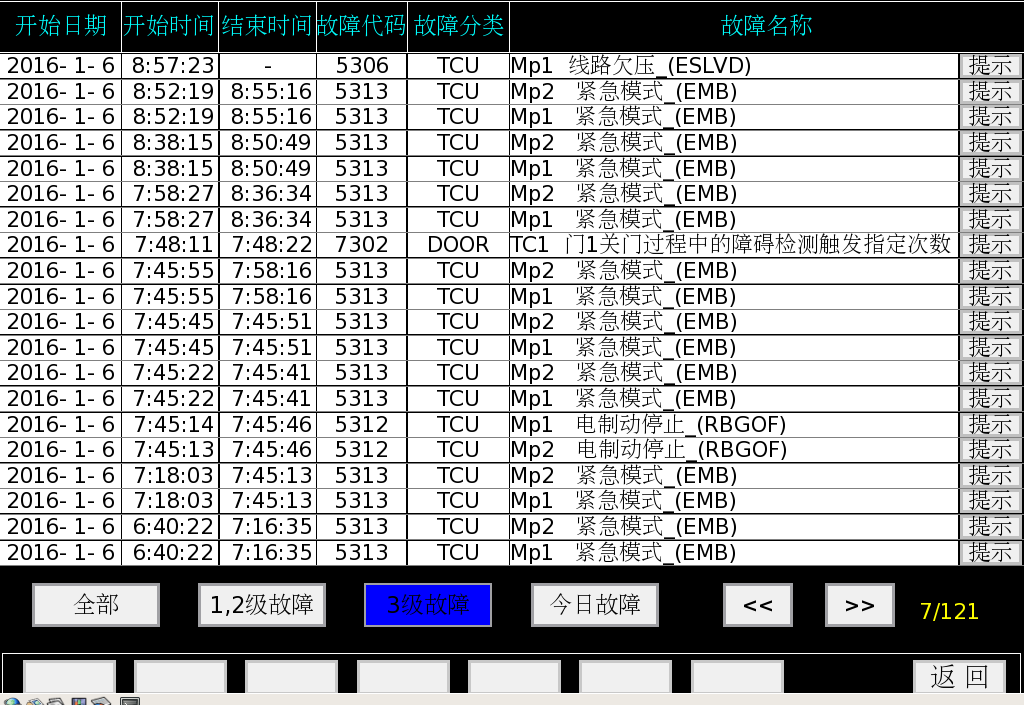 开始日期 开始时间 结束时间 故障代码 故障分类 故障名称
2016- 1- 6 8:57:23 - 5306 TCU Mp1 线路欠压_(ESLVD) 提示
2016- 1- 6 8:52:19 8:55:16 5313 TCU Mp2 紧急模式_(EMB) 提示
2016- 1- 6 8:52:19 8:55:16 5313 TCU Mp1 紧急模式_(EMB) 提示
2016- 1- 6 8:38:15 8:50:49 5313 TCU Mp2 紧急模式_(EMB) 提示
2016- 1- 6 8:38:15 8:50:49 5313 TCU Mp1 紧急模式_(EMB) 提示
2016- 1- 6 7:58:27 8:36:34 5313 TCU Mp2 紧急模式_(EMB) 提示
2016- 1- 6 7:58:27 8:36:34 5313 TCU Mp1 紧急模式_(EMB) 提示
2016- 1- 6 7:48:11 7:48:22 7302 DOOR TC1 门1关门过程中的障碍检测触发指定次数 提示
2016- 1- 6 7:45:55 7:58:16 5313 TCU Mp2 紧急模式_(EMB) 提示
2016- 1- 6 7:45:55 7:58:16 5313 TCU Mp1 紧急模式_(EMB) 提示
2016- 1- 6 7:45:45 7:45:51 5313 TCU Mp2 紧急模式_(EMB) 提示
2016- 1- 6 7:45:45 7:45:51 5313 TCU Mp1 紧急模式_(EMB) 提示
2016- 1- 6 7:45:22 7:45:41 5313 TCU Mp2 紧急模式_(EMB) 提示
2016- 1- 6 7:45:22 7:45:41 5313 TCU Mp1 紧急模式_(EMB) 提示
2016- 1- 6 7:45:14 7:45:46 5312 TCU Mp1 电制动停止_(RBGOF) 提示
2016- 1- 6 7:45:13 7:45:46 5312 TCU Mp2 电制动停止_(RBGOF) 提示
2016- 1- 6 7:18:03 7:45:13 5313 TCU Mp2 紧急模式_(EMB) 提示
2016- 1- 6 7:18:03 7:45:13 5313 TCU Mp1 紧急模式_(EMB) 提示
2016- 1- 6 6:40:22 7:16:35 5313 TCU Mp2 紧急模式_(EMB) 提示
2016- 1- 6 6:40:22 7:16:35 5313 TCU Mp1 紧急模式_(EMB) 提示
全部 1,2级故障 3级故障 今日故障 << >> 7/121
返 回